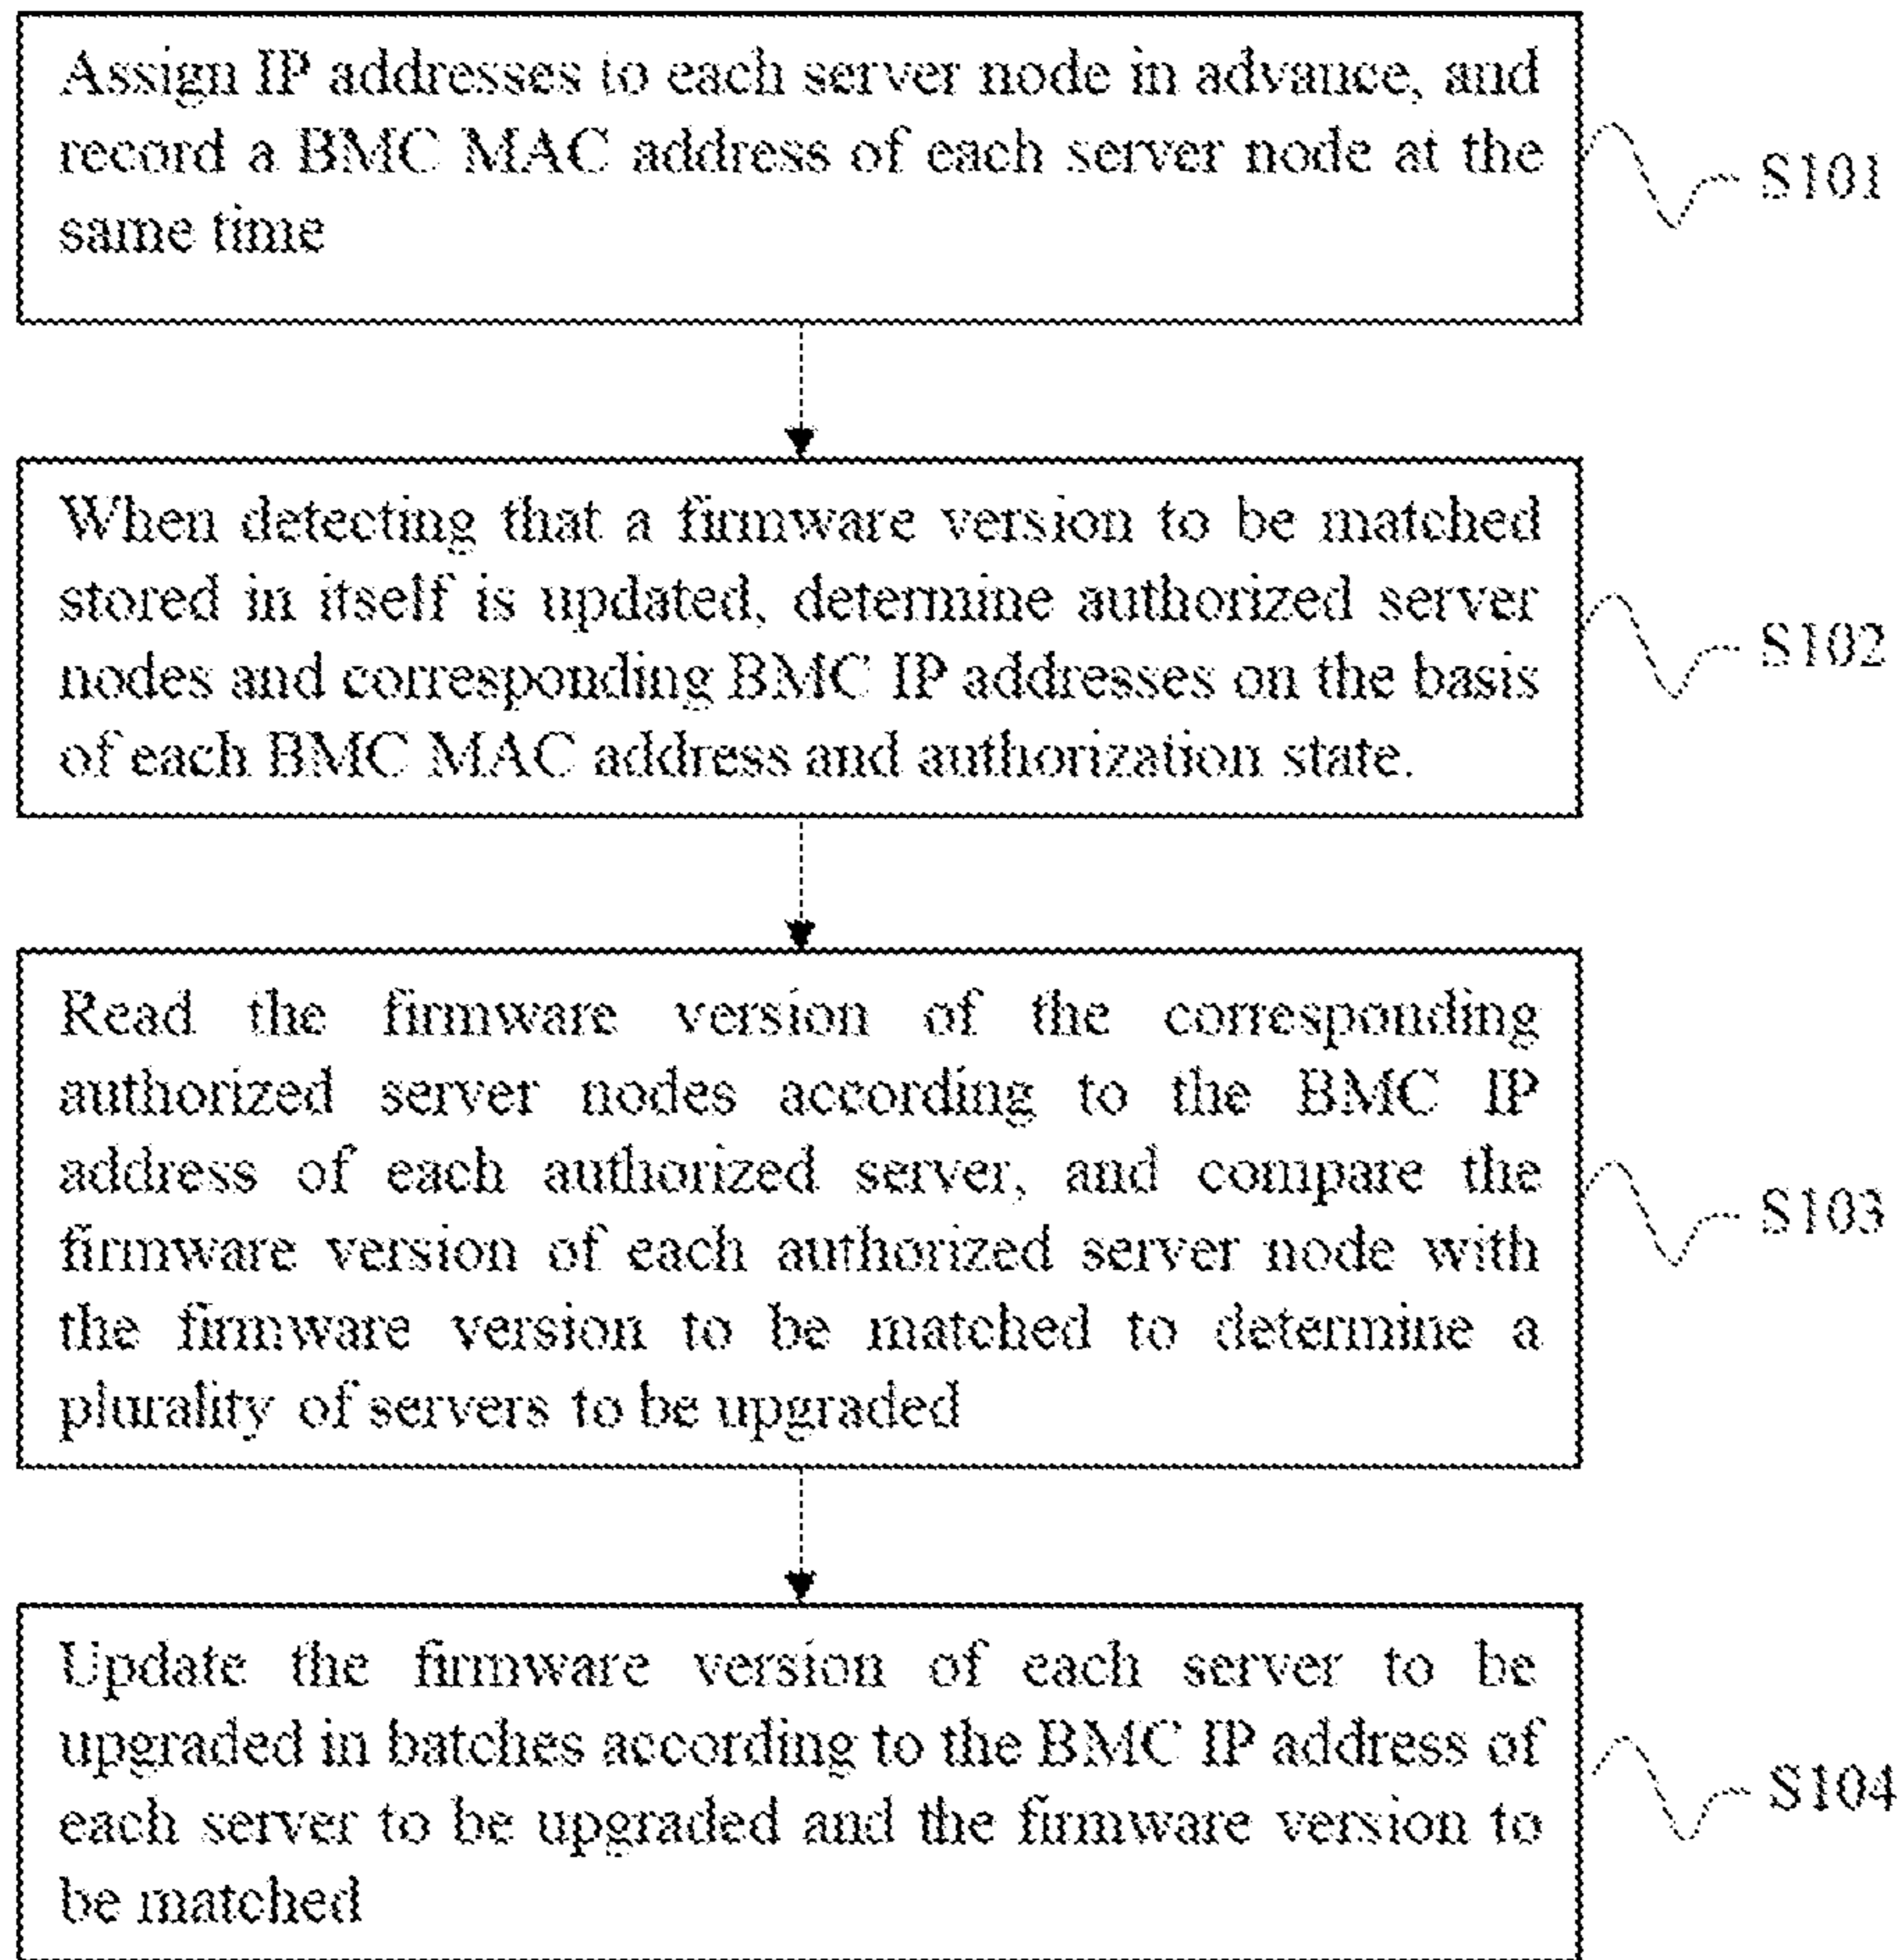 Assign IP addresses to each server node in advance, and
record a BMC MAC address of each server node at the
same time
S101
When detecting that a firmware version to be matched
stored in itself is updated, determine authorized server
nodes and corresponding BMC IP addresses on the basis
of each BMC MAC address and authorization state.
S102
Read the firmware version of the corresponding
authorized server nodes according to the BMC IP
address of each authorized server, and compare the
firmware version of each authorized server node with
the firmware version to be matched to determine a
plurality of servers to be upgraded
S103
Update the firmware version of each server to be
upgraded in batches according to the BMC IP address of
each server to be upgraded and the firmware version to
be matched
S104